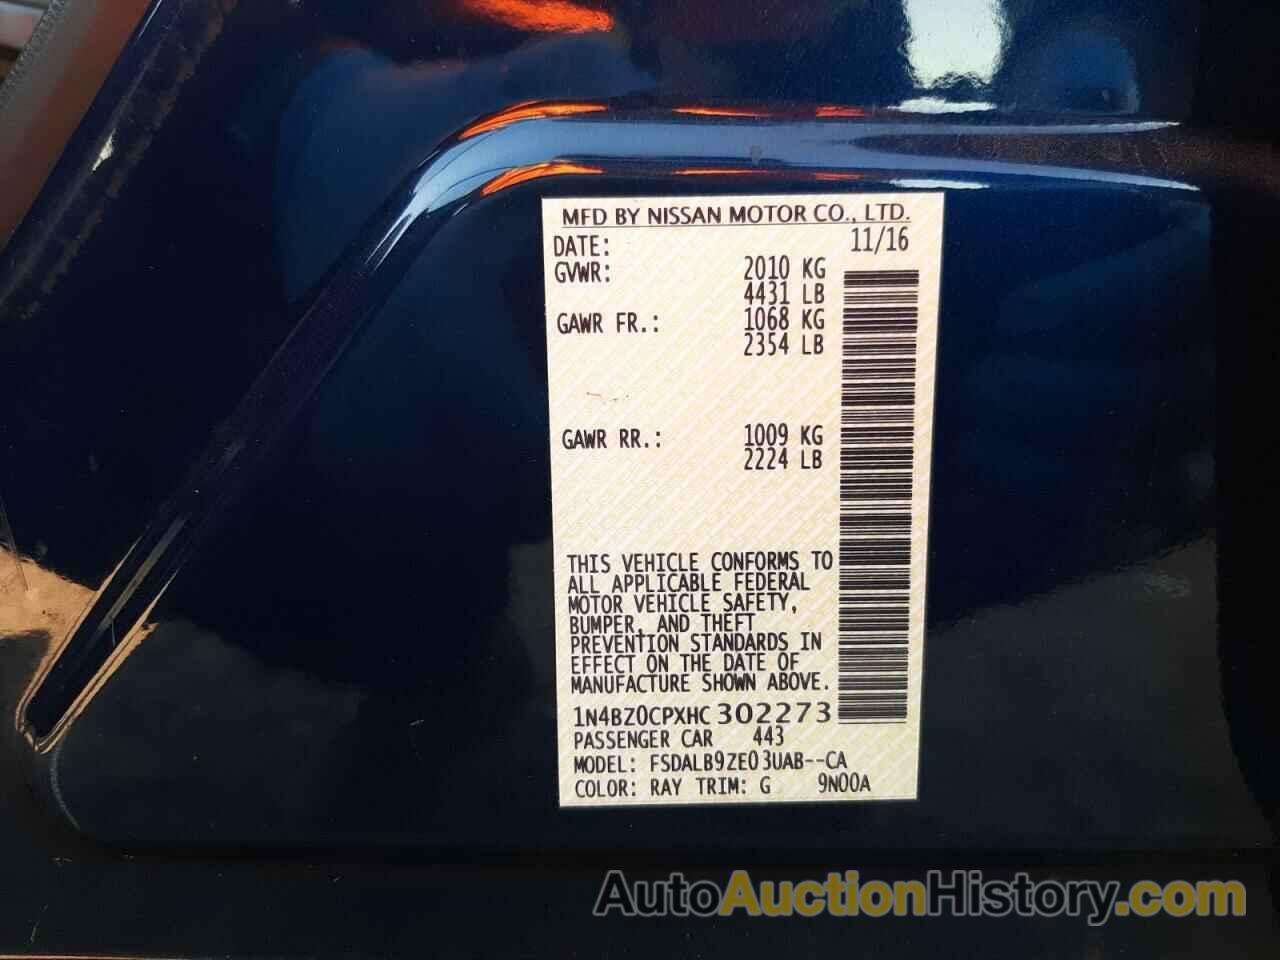 MFD BY NISSAN MOTOR CO., LTD.
DATE: 11/16
GVWR: 2010 KG
4431 LB
GAWR FR.: 1068 KG
2354 LB
GAWR RR.: 1009 KG
2224 LB
THIS VEHICLE CONFORMS TO
ALL APPLICABLE FEDERAL
MOTOR VEHICLE SAFETY,
BUMPER, AND THEFT
PREVENTION STANDARDS IN
EFFECT ON THE DATE OF
MANUFACTURE SHOWN ABOVE.
1N4BZ0CPXHC302273
PASSENGER CAR 443
MODEL: FSDALB9ZE03UAB--CA
COLOR: RAY TRIM: G 9N00A
AutoAuctionHistory.com